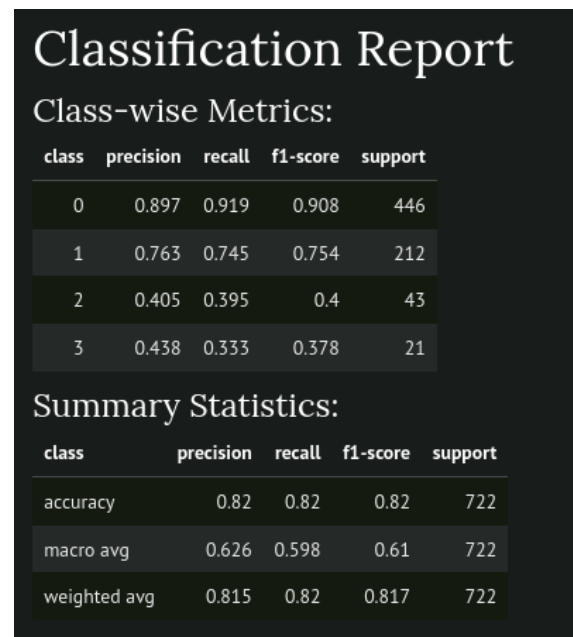 Classification Report
Class-wise Metrics:
class precision recall f1-score support
0 0.897 0.919 0.908 446
1 0.763 0.745 0.754 212
2 0.405 0.395 0.4 43
3 0.438 0.333 0.378 21
Summary Statistics:
class precision recall f1-score support
accuracy 0.82 0.82 0.82 722
macro avg 0.626 0.598 0.61 722
weighted avg 0.815 0.82 0.817 722